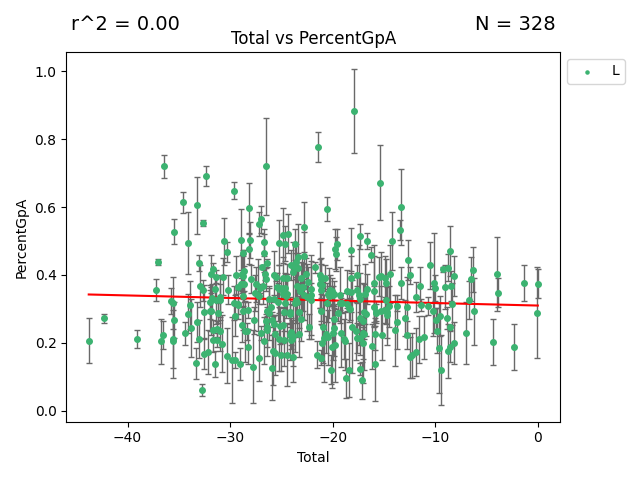 r^2 = 0.00
N = 328
Total vs PercentGpA
L
PercentGpA
1.0
0.8
0.6
0.4
0.2
0.0
−40
−30
−20
−10
0
Total